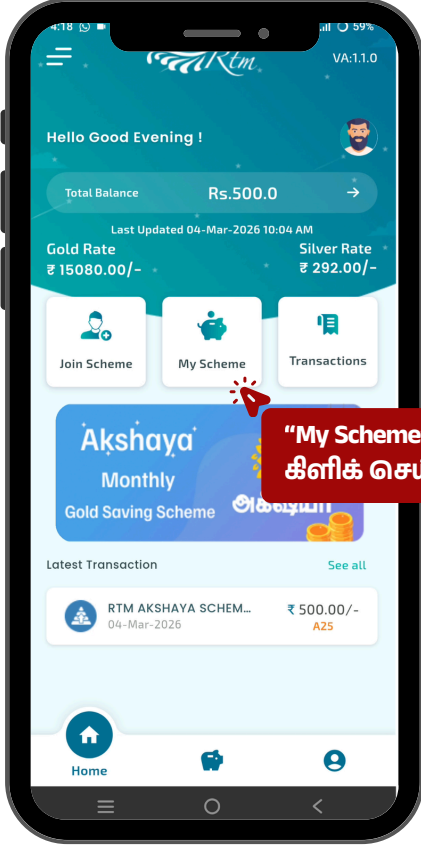 4:18 59%
Rtm
VA:1.1.0
Hello Good Evening !
Total Balance Rs.500.0
Last Updated 04-Mar-2026 10:04 AM
Gold Rate Silver Rate
₹ 15080.00/- ₹ 292.00/-
Join Scheme My Scheme Transactions
Akshaya
Monthly
Gold Saving Scheme
"My Scheme
கிளிக்
Latest Transaction See all
RTM AKSHAYA SCHEM... ₹ 500.00/-
04-Mar-2026 A25
Home